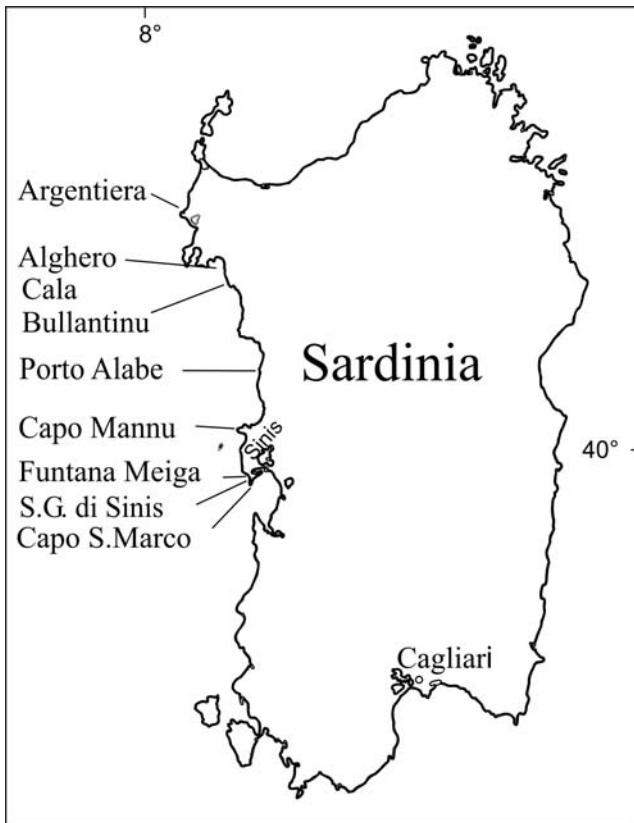 8°
Argentiera
Alghero
Cala
Bullantinu
Sardinia
Porto Alabe
Capo Mannu
Sinis
40°
Funtana Meiga
S.G. di Sinis
Capo S.Marco
Cagliari